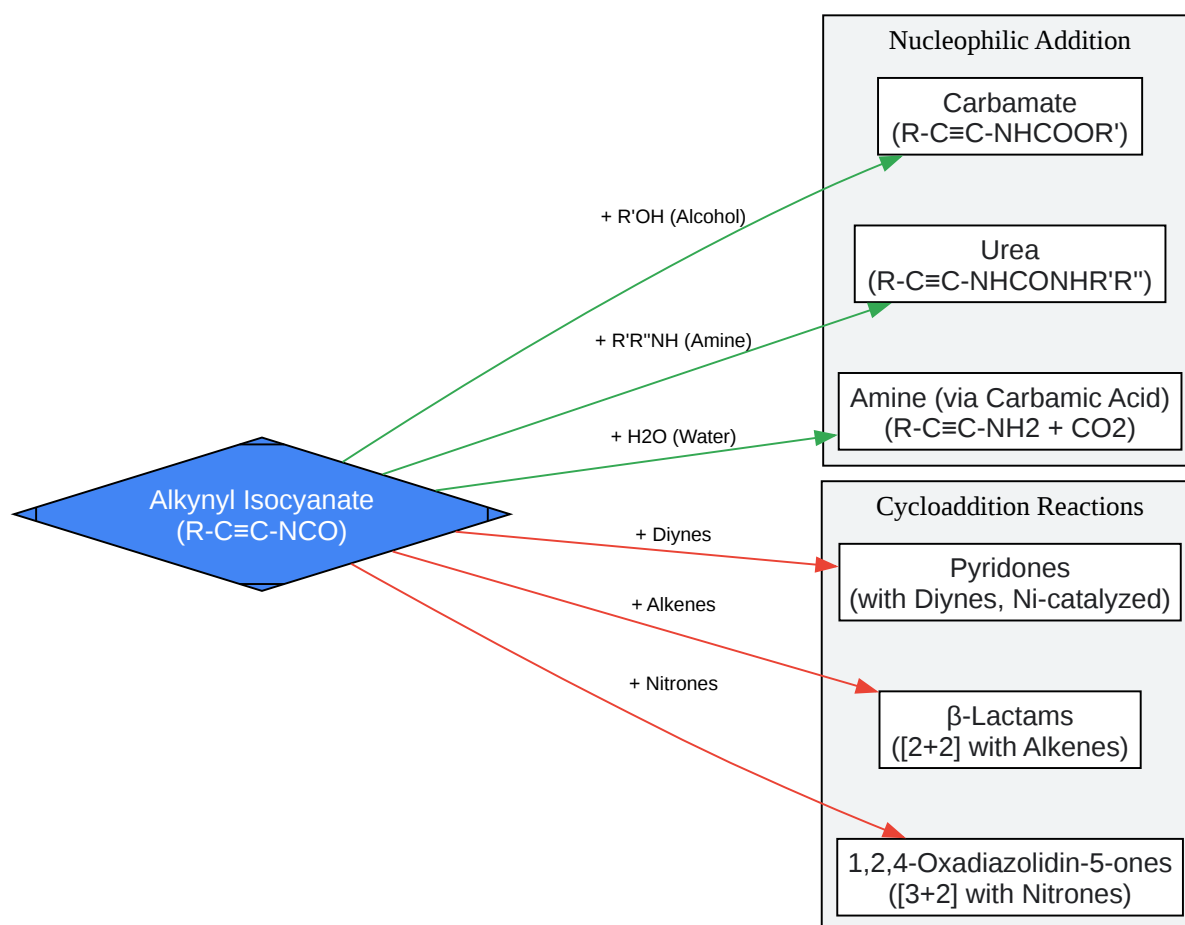 Nucleophilic Addition
Carbamate
(R-C≡C-NHCOOR')
+ R'OH (Alcohol)
Urea
(R-C≡C-NHCONHR'R")
+ R'R"NH (Amine)
Amine (via Carbamic Acid)
(R-C≡C-NH2 + CO2)
+ H2O (Water)
Alkynyl Isocyanate
(R-C≡C-NCO)
Cycloaddition Reactions
+ Diynes
Pyridones
(with Diynes, Ni-catalyzed)
+ Alkenes
β-Lactams
([2+2] with Alkenes)
+ Nitrones
1,2,4-Oxadiazolidin-5-ones
([3+2] with Nitrones)